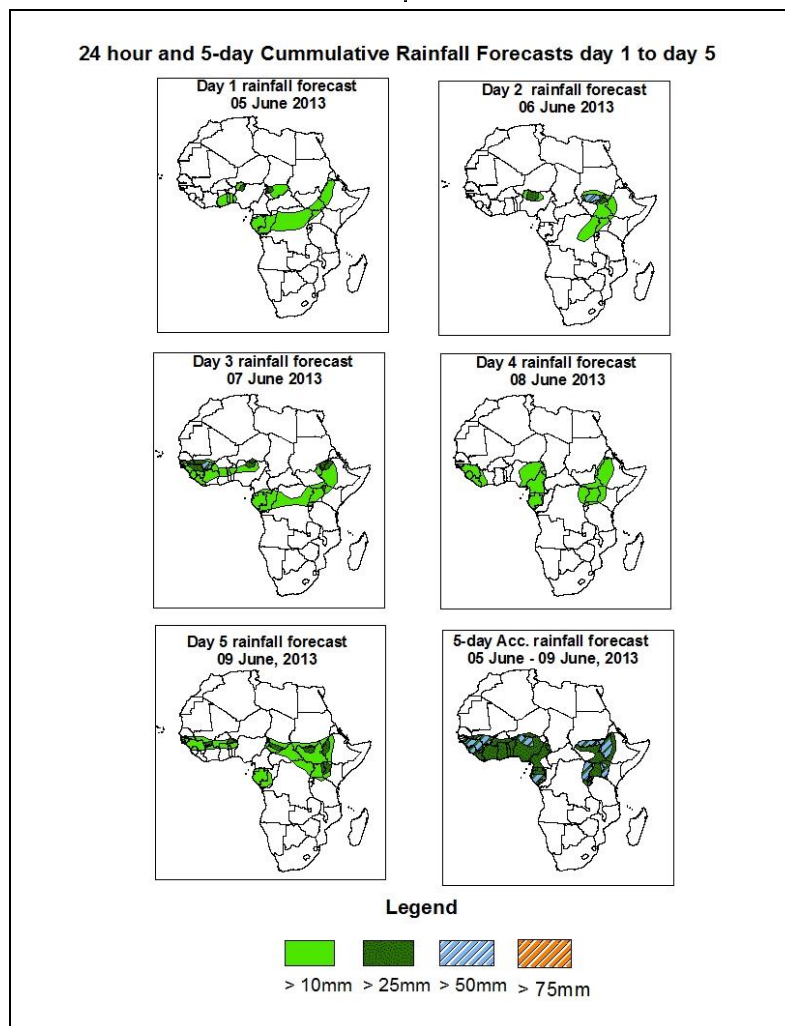 24 hour and 5-day Cummulative Rainfall Forecasts day 1 to day 5
Day 1 rainfall forecast
05 June 2013
Day 2 rainfall forecast
06 June 2013
Day 3 rainfall forecast
07 June 2013
Day 4 rainfall forecast
08 June 2013
Day 5 rainfall forecast
09 June, 2013
5-day Acc. rainfall forecast
05 June - 09 June, 2013
Legend
> 10mm > 25mm > 50mm > 75mm